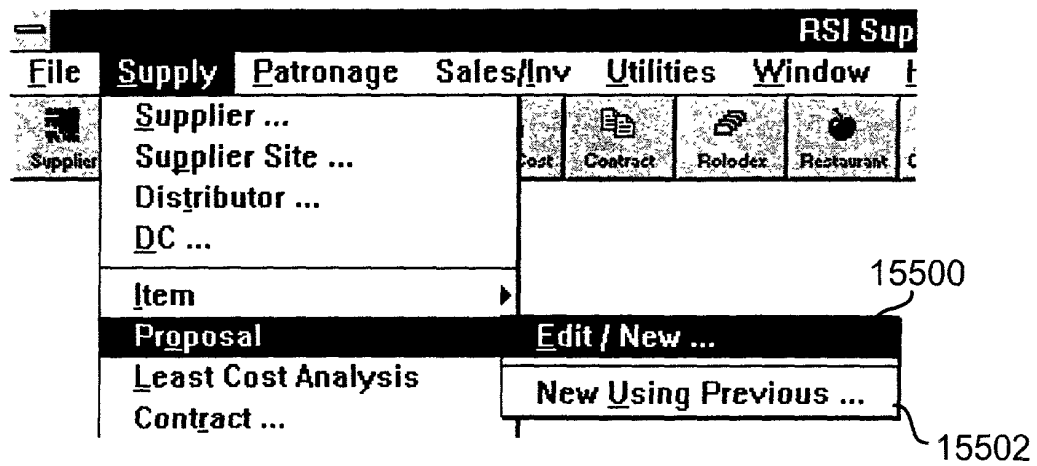 RSI Sup
File Supply Patronage Sales/Inv Utilities Window
Supplier Cost Contract Rolodex Restaurant
Supplier ...
Supplier Site ...
Distributor ...
DC ...
Item
Proposal
Least Cost Analysis
Contract ...
15500
Edit / New ...
New Using Previous ...
15502